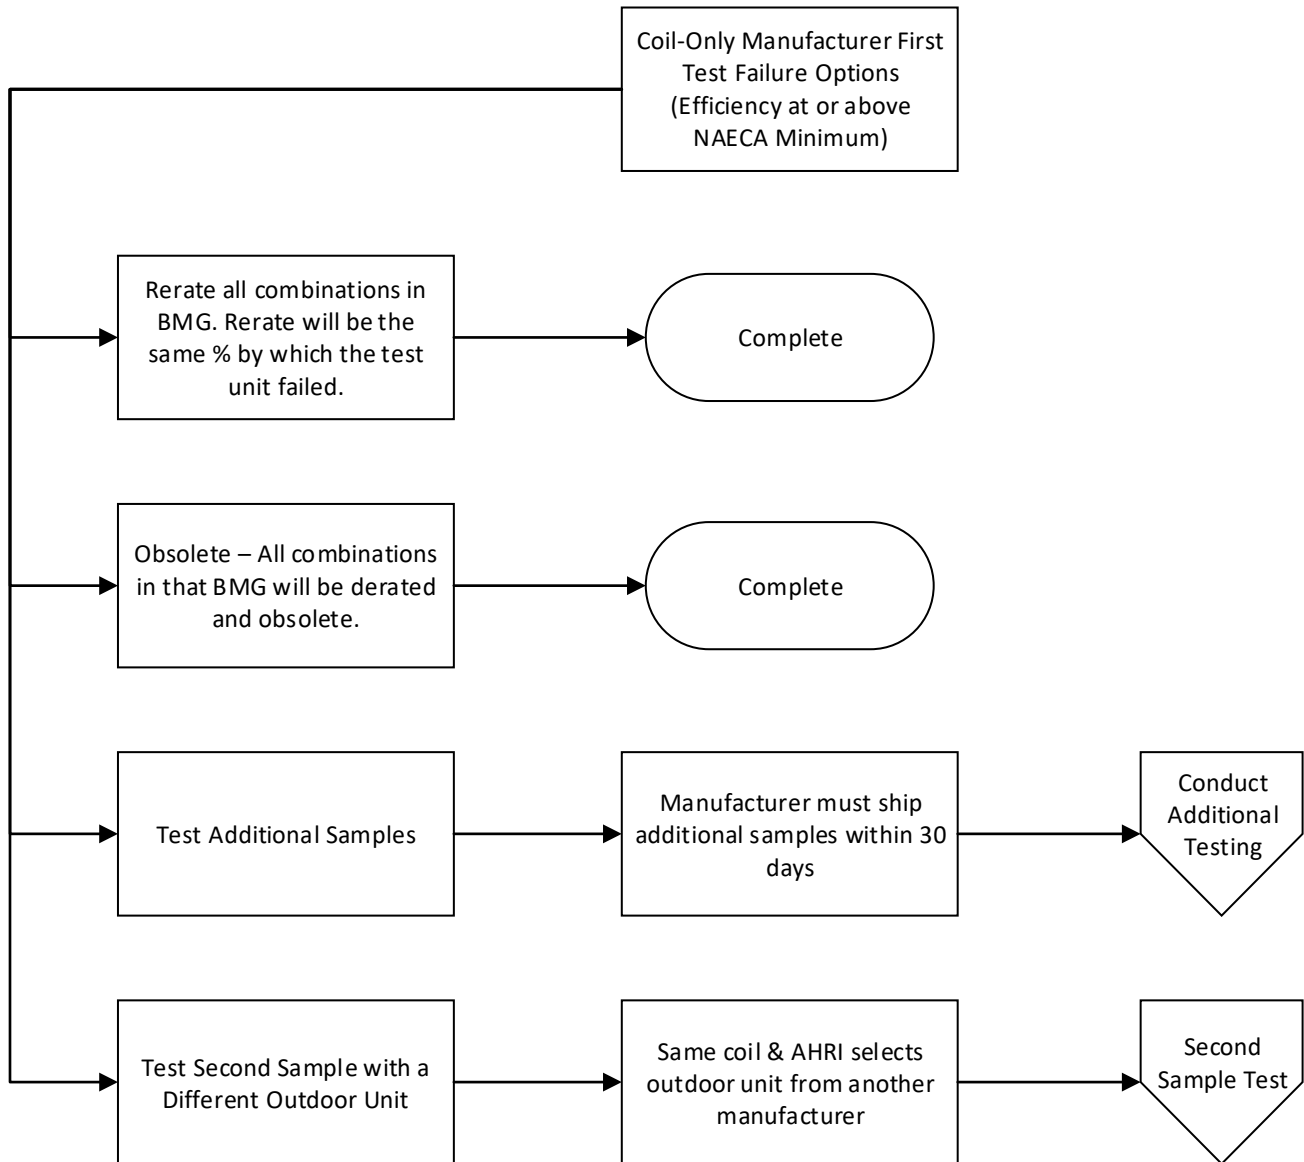 Coil-Only Manufacturer First
Test Failure Options
(Efficiency at or above
NAECA Minimum)
Rerate all combinations in
BMG. Rerate will be the
same % by which the test
unit failed.
Complete
Obsolete – All combinations
in that BMG will be derated
and obsolete.
Complete
Test Additional Samples
Manufacturer must ship
additional samples within 30
days
Conduct
Additional
Testing
Test Second Sample with a
Different Outdoor Unit
Same coil & AHRI selects
outdoor unit from another
manufacturer
Second
Sample Test